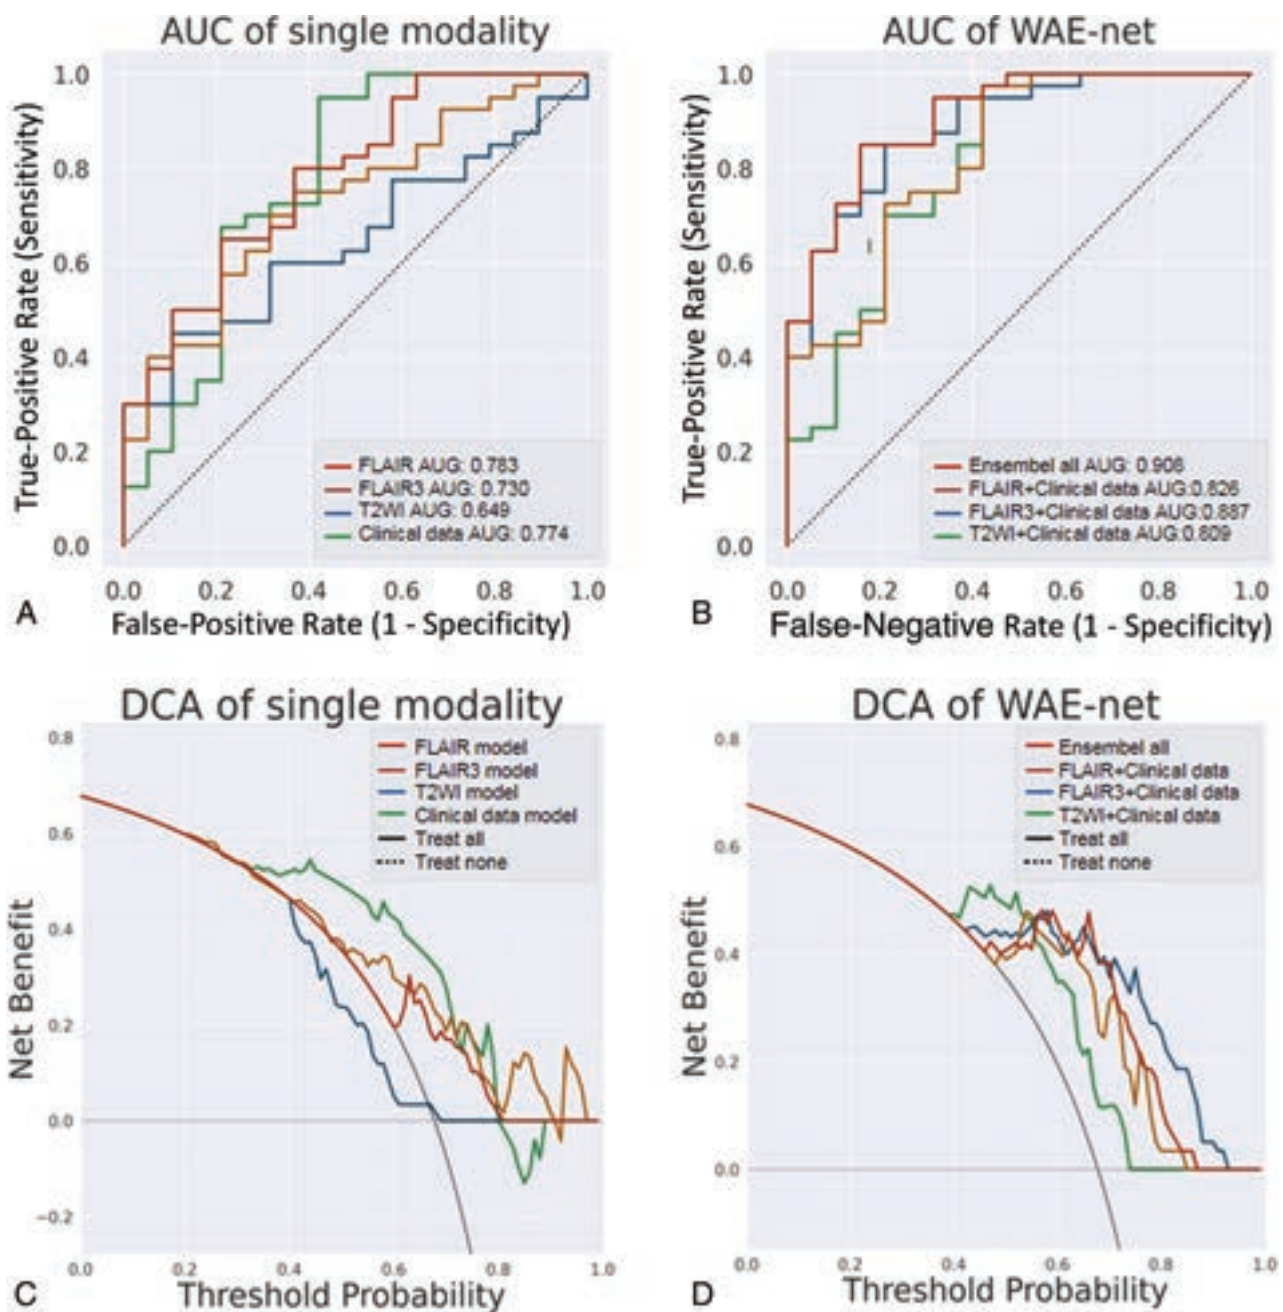 AUC of single modality
True-Positive Rate (Sensitivity)
1.0
0.8
0.6
0.4
0.2
0.0
FLAIR AUG: 0.783
FLAIR3 AUG: 0.730
T2WI AUG: 0.649
Clinical data AUG: 0.774
0.0 0.2 0.4 0.6 0.8 1.0
A
False-Positive Rate (1 - Specificity)
AUC of WAE-net
True-Positive Rate (Sensitivity)
1.0
0.8
0.6
0.4
0.2
0.0
Ensembel all AUG: 0.908
FLAIR+Clinical data AUG:0.826
FLAIR3+Clinical data AUG:0.887
T2WI+Clinical data AUG:0.809
0.0 0.2 0.4 0.6 0.8 1.0
B
False-Negative Rate (1 - Specificity)
DCA of single modality
Net Benefit
0.8
0.6
0.4
0.2
0.0
−0.2
FLAIR model
FLAIR3 model
T2WI model
Clinical data model
Treat all
Treat none
0.0 0.2 0.4 0.6 0.8 1.0
C
Threshold Probability
DCA of WAE-net
Net Benefit
0.8
0.6
0.4
0.2
0.0
Ensembel all
FLAIR+Clinical data
FLAIR3+Clinical data
T2WI+Clinical data
Treat all
Treat none
0.0 0.2 0.4 0.6 0.8 1.0
D
Threshold Probability